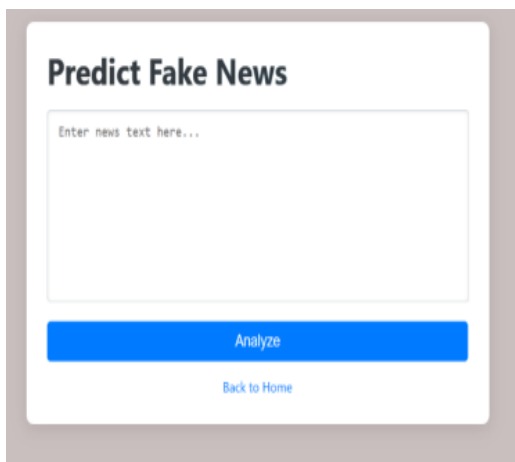 Predict Fake News
Enter news text here...
Analyze
Back to Home